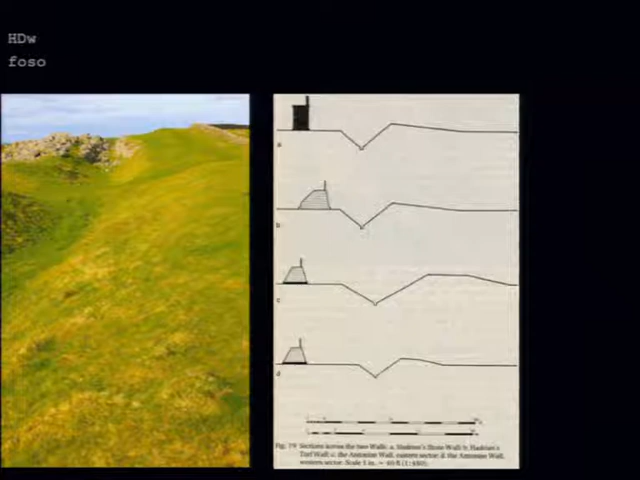 HDw
foso
a
b
c
d
Fig. 19 Sections across the two Walls: a. Hadrian's Stone Wall b. Hadrian's
Turf Wall c. the Antonine Wall, eastern sector d. the Antonine Wall,
western sector. Scale 1 in. = 40 ft (1:480)